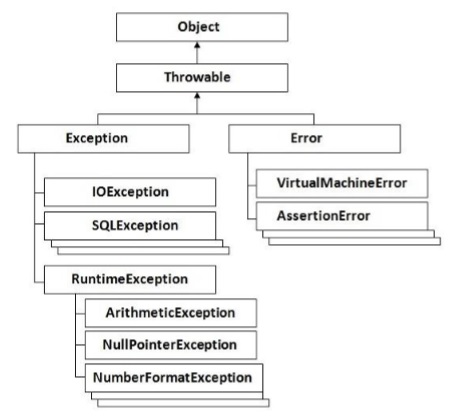 Object
Throwable
Exception
Error
IOException
VirtualMachineError
SQLException
AssertionError
RuntimeException
ArithmeticException
NullPointerException
NumberFormatException